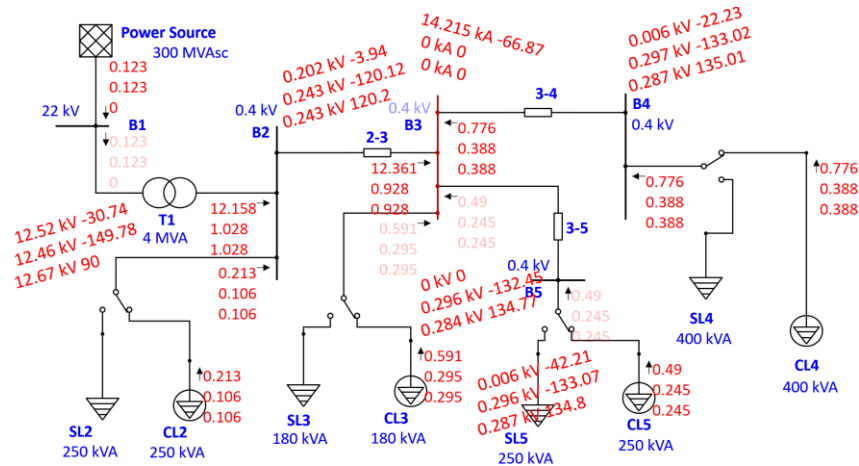 Power Source
300 MVAsc
0.123
0.123
0
22 kV
B1
0.123
0.123
0
T1
4 MVA
12.52 kV -30.74
12.46 kV -149.78
12.67 kV 90
0.202 kV -3.94
0.243 kV -120.12
0.243 kV 120.2
0.4 kV
B2
12.158
1.028
1.028
0.213
0.106
0.106
SL2
250 kVA
0.213
0.106
0.106
CL2
250 kVA
2-3
14.215 kA -66.87
0 kA 0
0 kA 0
0.4 kV
B3
0.776
0.388
0.388
12.361
0.928
0.928
0.49
0.245
0.245
0.591
0.295
0.295
0 kV 0
0.296 kV -132.45
0.284 kV 134.77
SL3
180 kVA
0.591
0.295
0.295
CL3
180 kVA
3-4
3-5
0.4 kV
B5
0.49
0.245
0.245
0.006 kV -42.21
0.296 kV -133.07
0.287 kV 134.8
SL5
250 kVA
0.49
0.245
0.245
CL5
250 kVA
0.006 kV -22.23
0.297 kV -133.02
0.287 kV 135.01
B4
0.4 kV
0.776
0.388
0.388
SL4
400 kVA
0.776
0.388
0.388
CL4
400 kVA